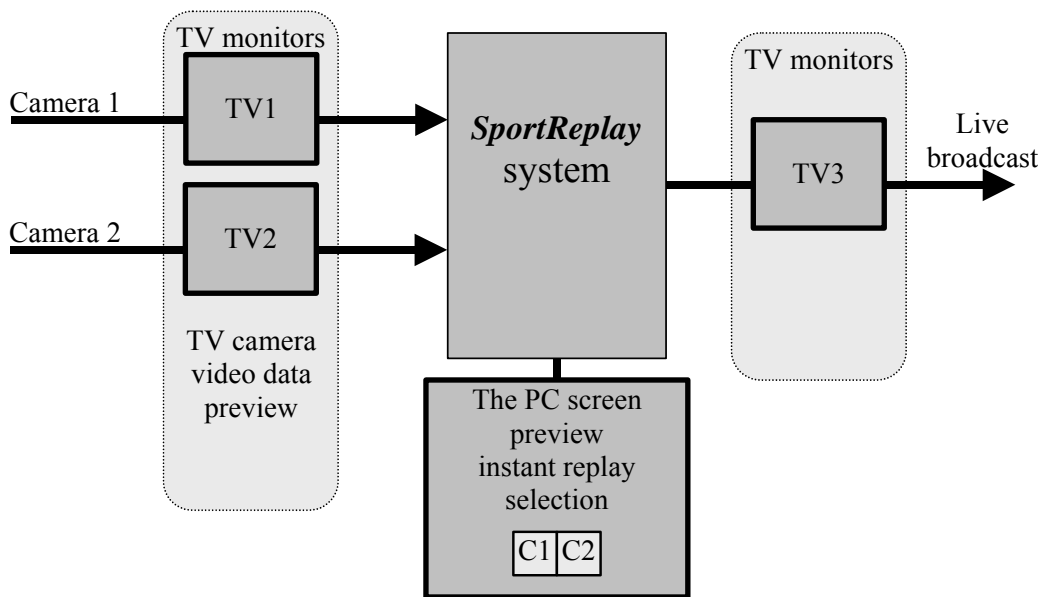 TV monitors
Camera 1
TV1
Camera 2
TV2
TV camera
video data
preview
SportReplay
system
The PC screen
preview
instant replay
selection
C1 C2
TV monitors
TV3
Live
broadcast